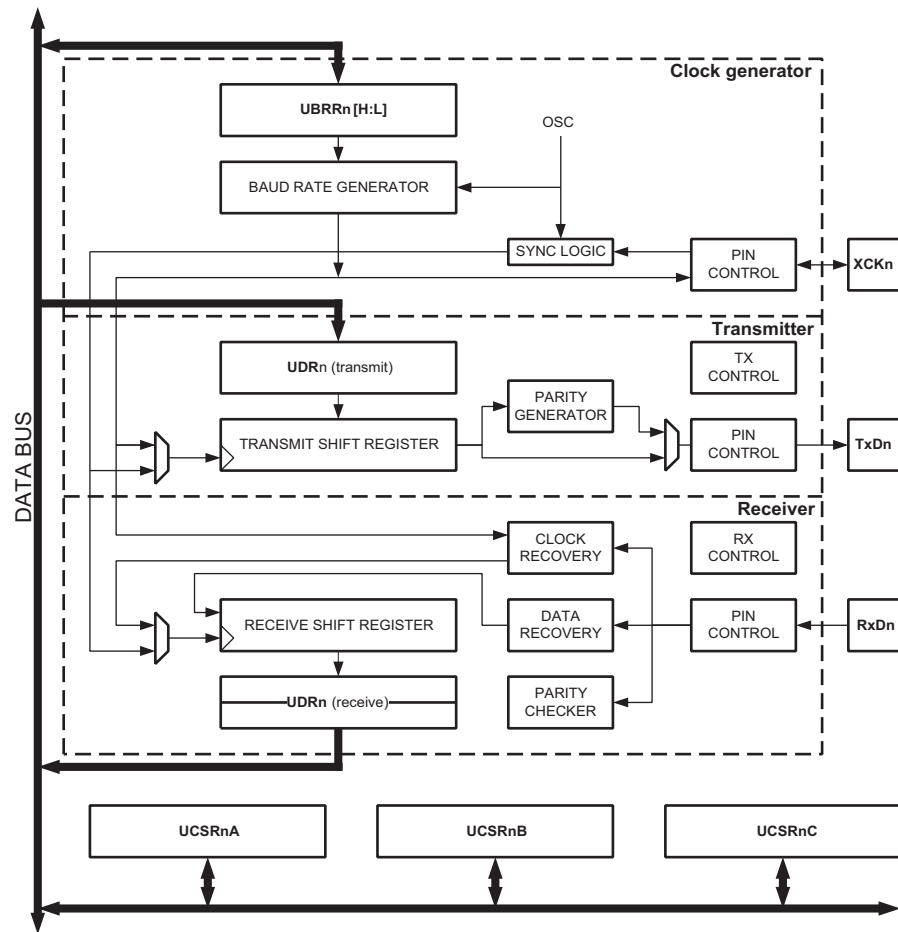 Clock generator
UBRRn [H:L]
OSC
BAUD RATE GENERATOR
SYNC LOGIC
PIN
CONTROL
XCKn
Transmitter
UDRn (transmit)
TX
CONTROL
PARITY
GENERATOR
TRANSMIT SHIFT REGISTER
PIN
CONTROL
TxDn
DATA BUS
Receiver
CLOCK
RECOVERY
RX
CONTROL
RECEIVE SHIFT REGISTER
DATA
RECOVERY
PIN
CONTROL
RxDn
UDRn (receive)
PARITY
CHECKER
UCSRnA
UCSRnB
UCSRnC